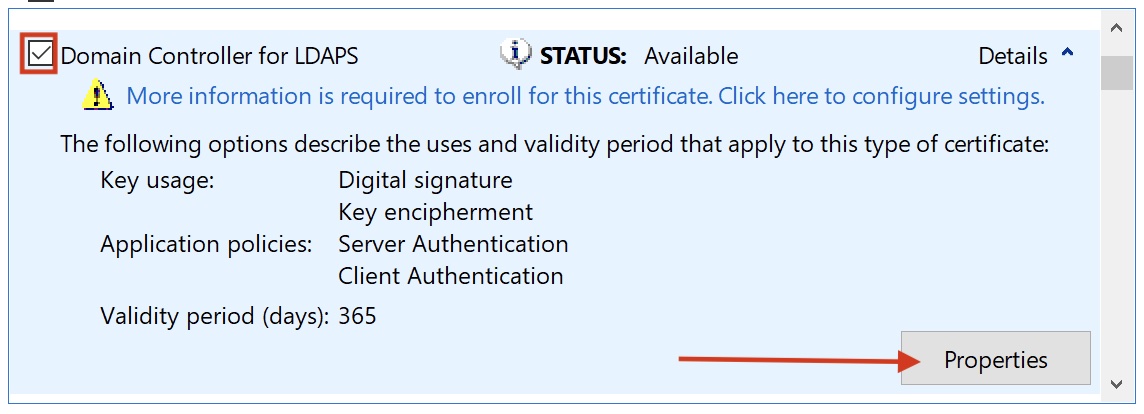 Domain Controller for LDAPS STATUS: Available Details
More information is required to enroll for this certificate. Click here to configure settings.
The following options describe the uses and validity period that apply to this type of certificate:
Key usage: Digital signature
Key encipherment
Application policies: Server Authentication
Client Authentication
Validity period (days): 365
Properties